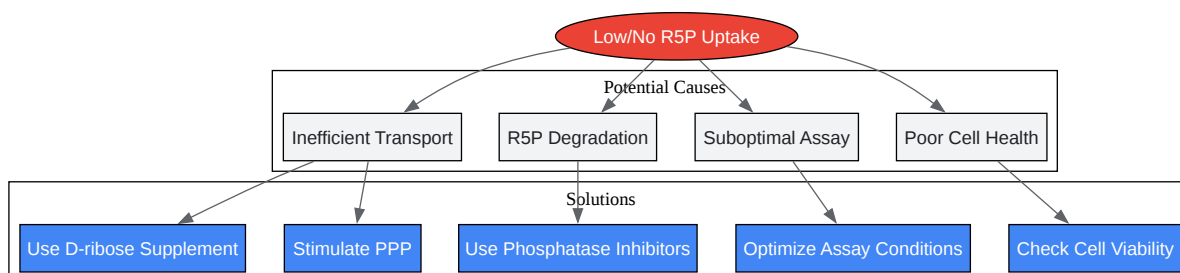 Low/No R5P Uptake
Potential Causes
Inefficient Transport
R5P Degradation
Suboptimal Assay
Poor Cell Health
Solutions
Use D-ribose Supplement
Stimulate PPP
Use Phosphatase Inhibitors
Optimize Assay Conditions
Check Cell Viability